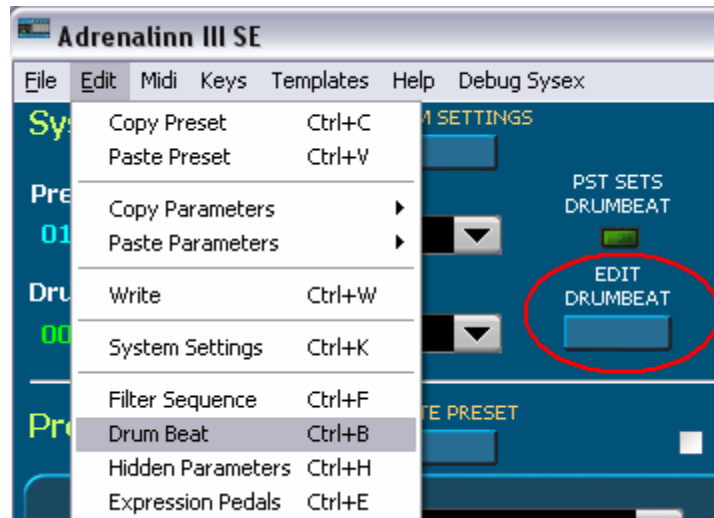 Adrenalinn III SE
File Edit Midi Keys Templates Help Debug Sysex
Copy Preset Ctrl+C
Paste Preset Ctrl+V
Copy Parameters
Paste Parameters
Write Ctrl+W
System Settings Ctrl+K
Filter Sequence Ctrl+F
Drum Beat Ctrl+B
Hidden Parameters Ctrl+H
Expression Pedals Ctrl+E
SETTINGS
PST SETS
DRUMBEAT
EDIT
DRUMBEAT
PRESET